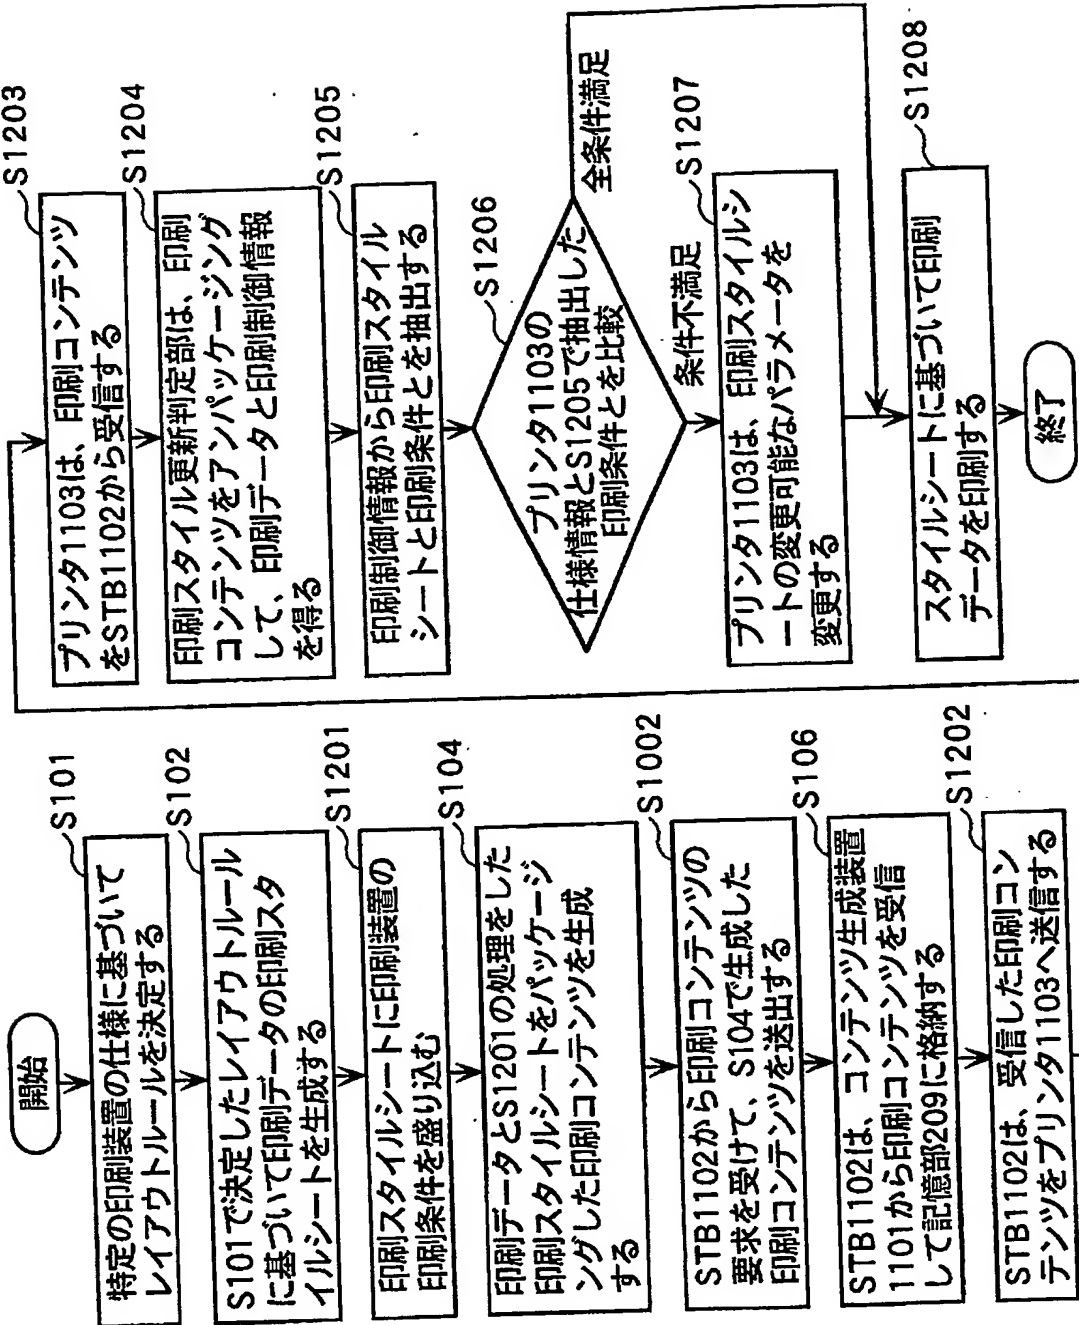 開始
S101
特定の印刷装置の仕様に基づいて
レイアウトルールを決定する
S102
S101で決定したレイアウトルール
に基づいて印刷データの印刷スタ
イルシートを生成する
S1201
印刷スタイルシートに印刷装置の
印刷条件を盛り込む
S104
印刷データとS1201の処理をした
印刷スタイルシートをパッケージ
ングした印刷コンテンツを生成
する
S1002
STB1102から印刷コンテンツの
要求を受けて、S104で生成した
印刷コンテンツを送出する
S106
STB1102は、コンテンツ生成装置
1101から印刷コンテンツを受信
して記憶部209に格納する
S1202
STB1102は、受信した印刷コン
テンツをプリンタ1103へ送信する
S1203
プリンタ1103は、印刷コンテンツ
をSTB1102から受信する
S1204
印刷スタイル更新判定部は、印刷
コンテンツをアンパッケージング
して、印刷データと印刷制御情報
を得る
S1205
印刷制御情報から印刷スタイル
シートと印刷条件とを抽出する
S1206
プリンタ1103の
仕様情報とS1205で抽出した
印刷条件とを比較
全条件満足
条件不満足
S1207
プリンタ1103は、印刷スタイルシ
ートの変更可能なパラメータを
変更する
S1208
スタイルシートに基づいて印刷
データを印刷する
終了